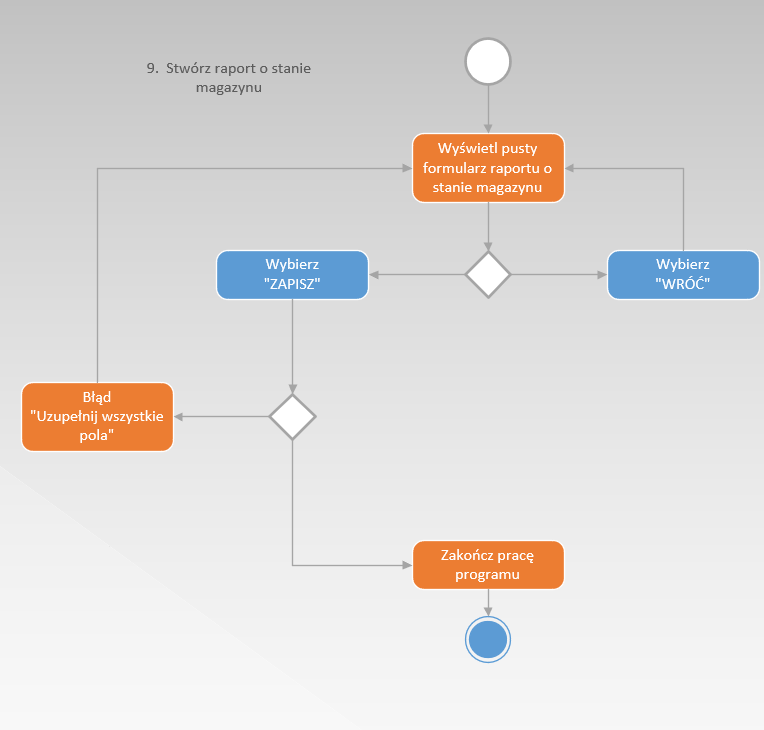 9. Stwórz raport o stanie
magazynu
Wyświetl pusty
formularz raportu o
stanie magazynu
Wybierz
"ZAPISZ"
Wybierz
"WRÓĆ"
Błąd
"Uzupełnij wszystkie
pola"
Zakończ pracę
programu